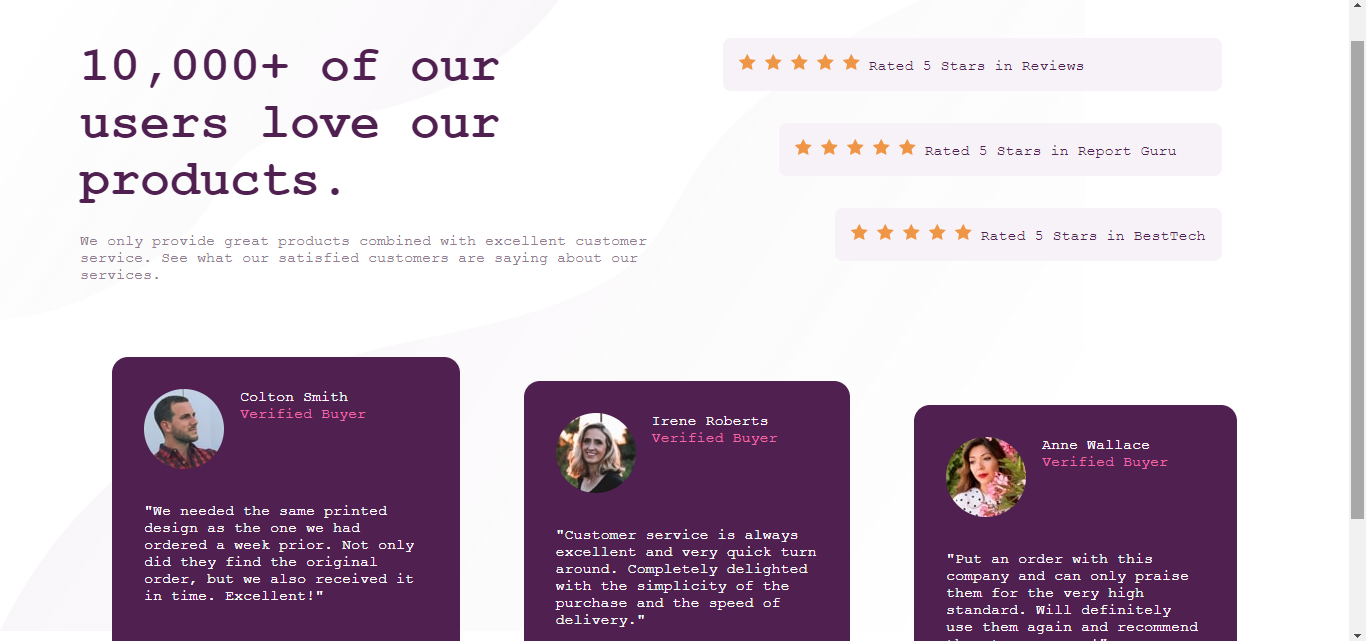 10,000+ of our
users love our
products.
We only provide great products combined with excellent customer
service. See what our satisfied customers are saying about our
services.
Rated 5 Stars in Reviews
Rated 5 Stars in Report Guru
Rated 5 Stars in BestTech
Colton Smith
Verified Buyer
"We needed the same printed
design as the one we had
ordered a week prior. Not only
did they find the original
order, but we also received it
in time. Excellent!"
Irene Roberts
Verified Buyer
"Customer service is always
excellent and very quick turn
around. Completely delighted
with the simplicity of the
purchase and the speed of
delivery."
Anne Wallace
Verified Buyer
"Put an order with this
company and can only praise
them for the very high
standard. Will definitely
use them again and recommend